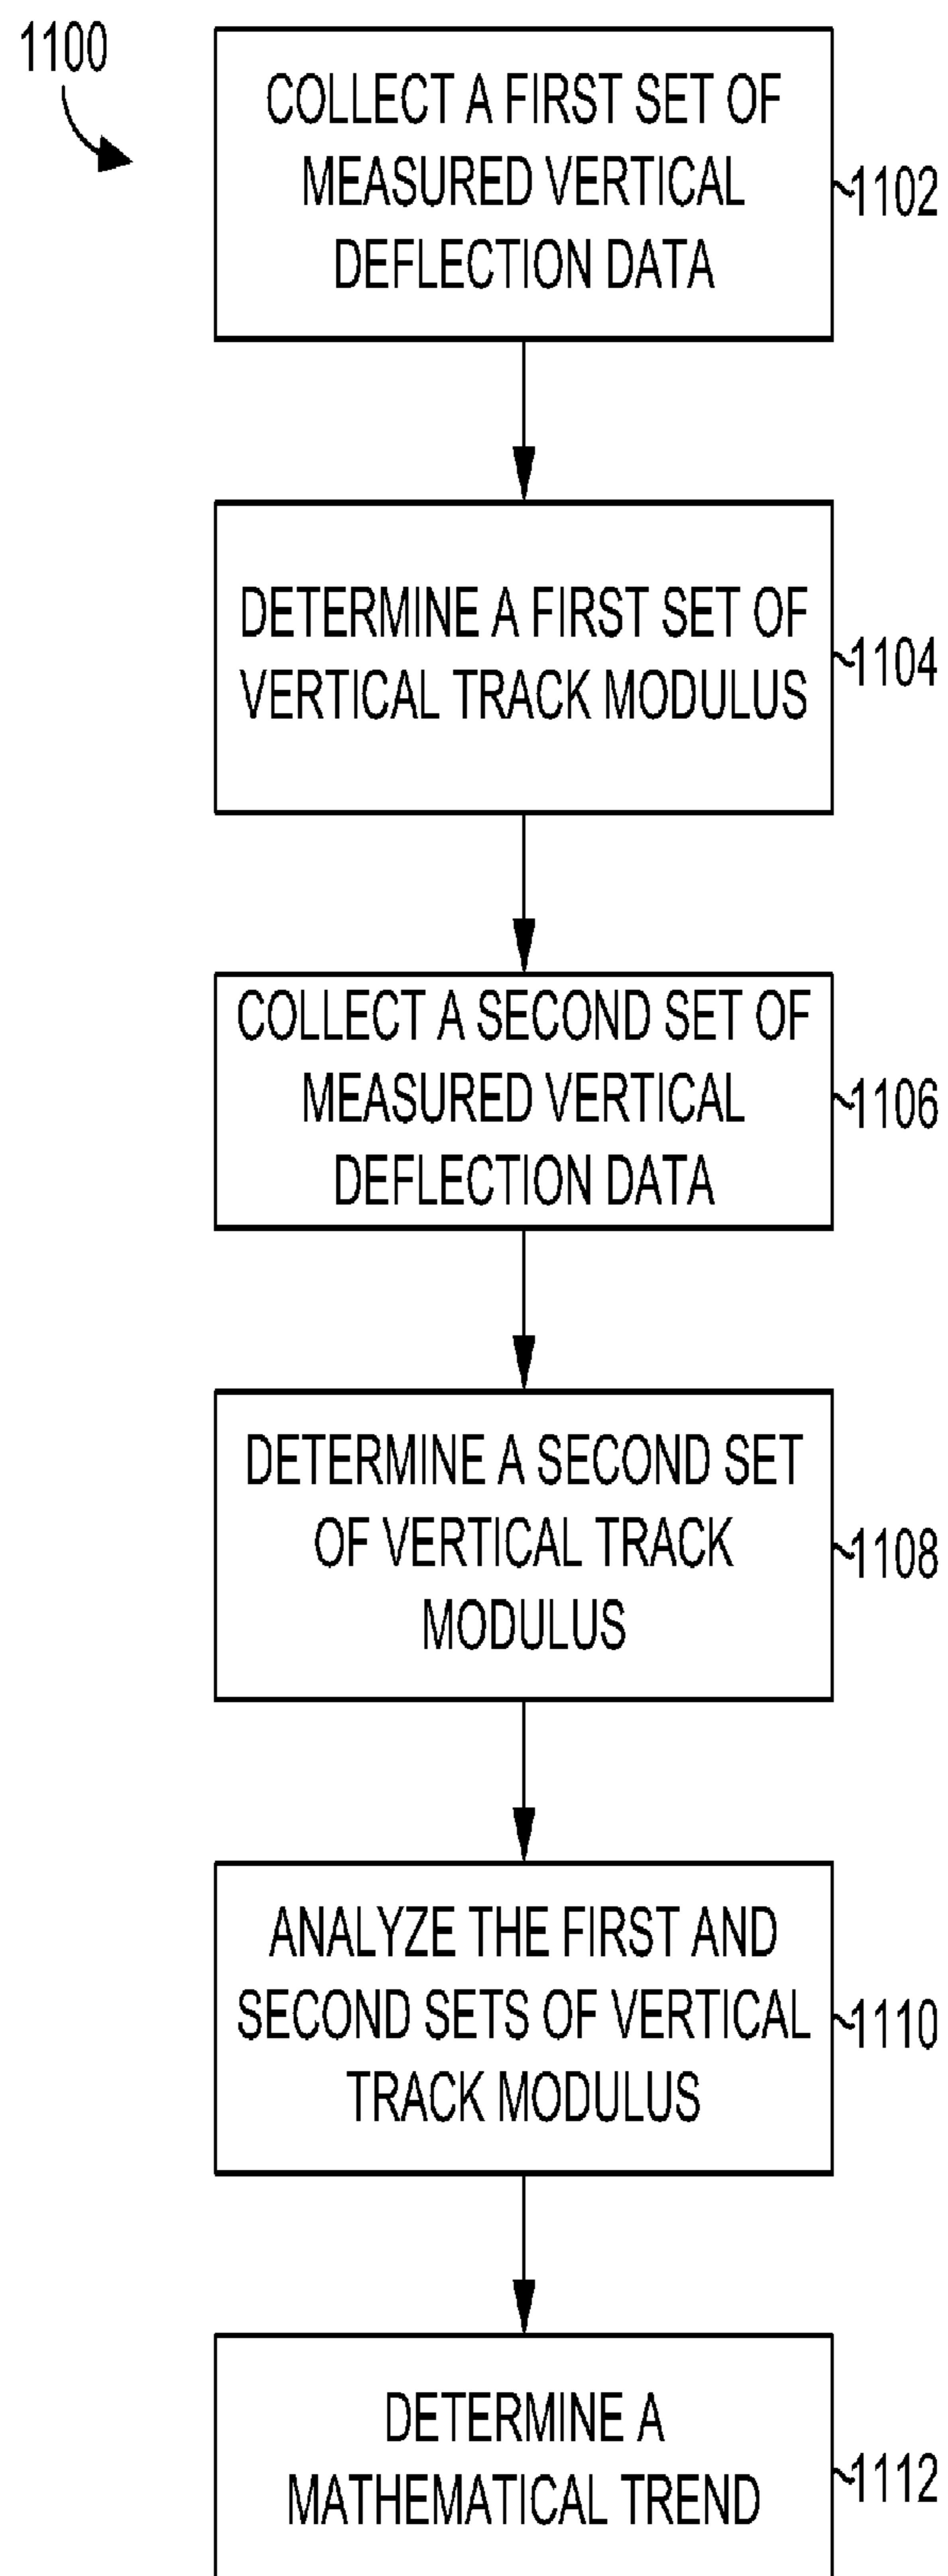 1100
COLLECT A FIRST SET OF
MEASURED VERTICAL
DEFLECTION DATA
1102
DETERMINE A FIRST SET OF
VERTICAL TRACK MODULUS
1104
COLLECT A SECOND SET OF
MEASURED VERTICAL
DEFLECTION DATA
1106
DETERMINE A SECOND SET
OF VERTICAL TRACK
MODULUS
1108
ANALYZE THE FIRST AND
SECOND SETS OF VERTICAL
TRACK MODULUS
1110
DETERMINE A
MATHEMATICAL TREND
1112